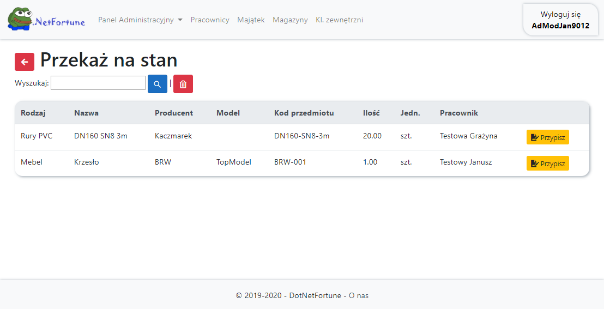 .NetFortune Panel Administracyjny Pracownicy Majątek Magazyny Kl. zewnętrzni Wyloguj się
AdModJan9012
Przekaż na stan
Wyszukaj: |
Rodzaj Nazwa Producent Model Kod przedmiotu Ilość Jedn. Pracownik
Rury PVC DN160 SN8 3m Kaczmarek DN160-SN8-3m 20.00 szt. Testowa Grażyna Przypisz
Mebel Krzesło BRW TopModel BRW-001 1.00 szt. Testowy Janusz Przypisz
© 2019-2020 - DotNetFortune - O nas